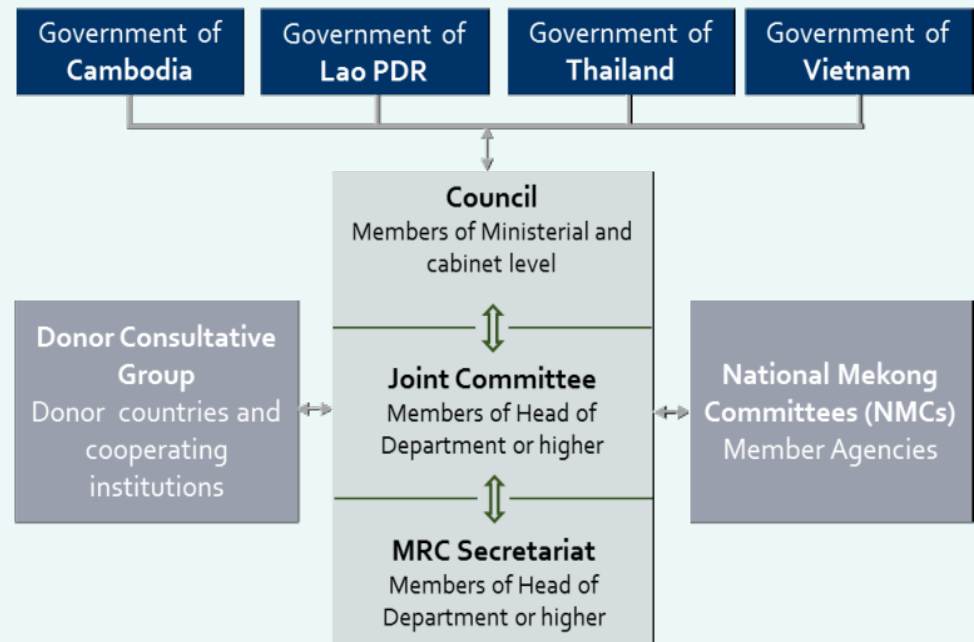 Government of
Cambodia
Government of
Lao PDR
Government of
Thailand
Government of
Vietnam
Council
Members of Ministerial and
cabinet level
Donor Consultative
Group
Donor countries and
cooperating
institutions
Joint Committee
Members of Head of
Department or higher
National Mekong
Committees (NMCs)
Member Agencies
MRC Secretariat
Members of Head of
Department or higher